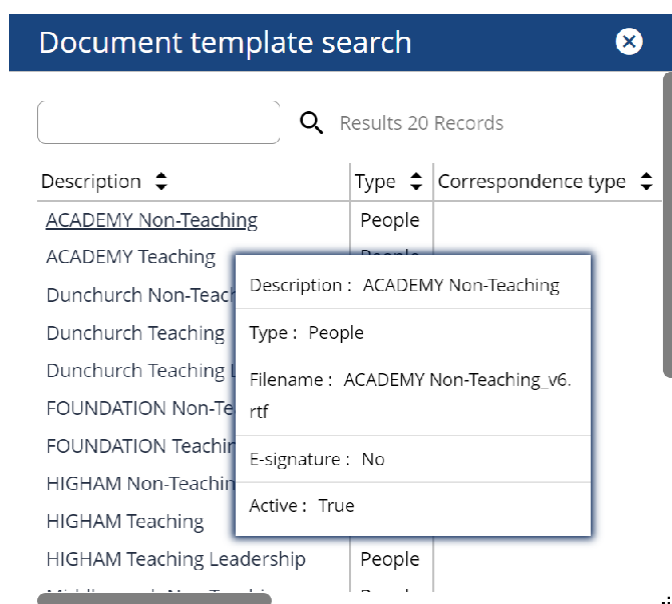 Document template search
Results 20 Records
Description Type Correspondence type
ACADEMY Non-Teaching People
ACADEMY Teaching
Dunchurch Non-Teach
Dunchurch Teaching
Dunchurch Teaching
FOUNDATION Non-Te
FOUNDATION Teachin
HIGHAM Non-Teachin
HIGHAM Teaching
HIGHAM Teaching Leadership People
Description : ACADEMY Non-Teaching
Type : People
Filename : ACADEMY Non-Teaching_v6.
rtf
E-signature : No
Active : True